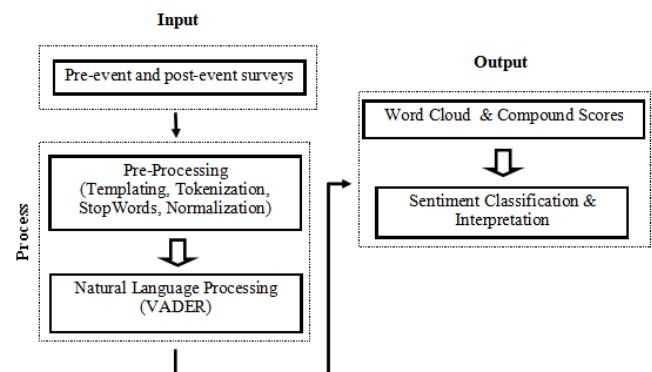 Input
Pre-event and post-event surveys
Process
Pre-Processing
(Templating, Tokenization,
StopWords, Normalization)
Natural Language Processing
(VADER)
Output
Word Cloud & Compound Scores
Sentiment Classification &
Interpretation